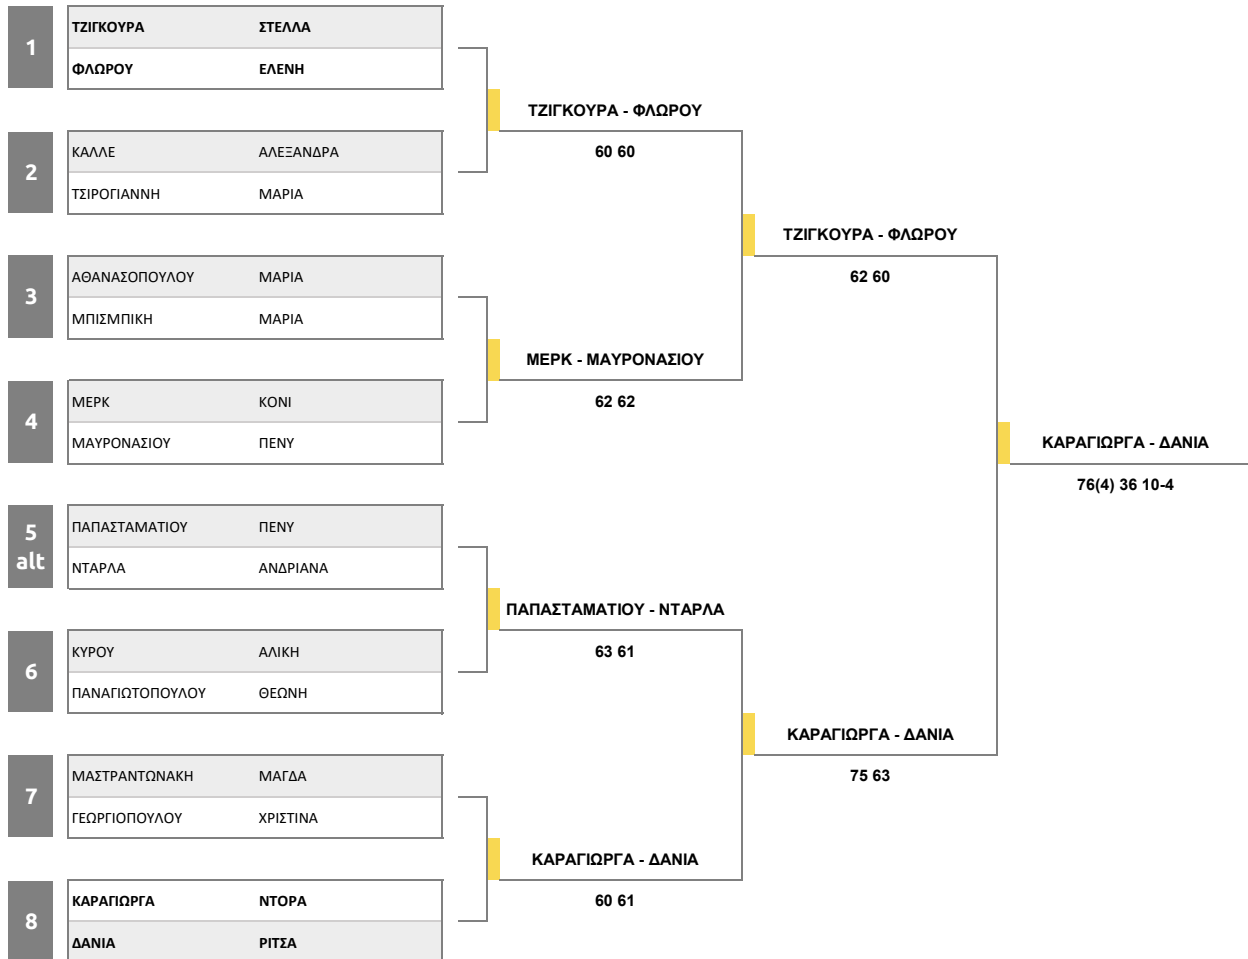 1
ΤΖΙΓΚΟΥΡΑ ΣΤΕΛΛΑ
ΦΛΩΡΟΥ ΕΛΕΝΗ
ΤΖΙΓΚΟΥΡΑ - ΦΛΩΡΟΥ
60 60
2
ΚΑΛΛΕ ΑΛΕΞΑΝΔΡΑ
ΤΣΙΡΟΓΙΑΝΝΗ ΜΑΡΙΑ
ΤΖΙΓΚΟΥΡΑ - ΦΛΩΡΟΥ
62 60
3
ΑΘΑΝΑΣΟΠΟΥΛΟΥ ΜΑΡΙΑ
ΜΠΙΣΜΠΙΚΗ ΜΑΡΙΑ
ΜΕΡΚ - ΜΑΥΡΟΝΑΣΙΟΥ
62 62
4
ΜΕΡΚ ΚΟΝΙ
ΜΑΥΡΟΝΑΣΙΟΥ ΠΕΝΥ
ΚΑΡΑΓΙΩΡΓΑ - ΔΑΝΙΑ
76(4) 36 10-4
5
alt
ΠΑΠΑΣΤΑΜΑΤΙΟΥ ΠΕΝΥ
ΝΤΑΡΛΑ ΑΝΔΡΙΑΝΑ
ΠΑΠΑΣΤΑΜΑΤΙΟΥ - ΝΤΑΡΛΑ
63 61
6
ΚΥΡΟΥ ΑΛΙΚΗ
ΠΑΝΑΓΙΩΤΟΠΟΥΛΟΥ ΘΕΩΝΗ
ΚΑΡΑΓΙΩΡΓΑ - ΔΑΝΙΑ
75 63
7
ΜΑΣΤΡΑΝΤΩΝΑΚΗ ΜΑΓΔΑ
ΓΕΩΡΓΙΟΠΟΥΛΟΥ ΧΡΙΣΤΙΝΑ
ΚΑΡΑΓΙΩΡΓΑ - ΔΑΝΙΑ
60 61
8
ΚΑΡΑΓΙΩΡΓΑ ΝΤΟΡΑ
ΔΑΝΙΑ ΡΙΤΣΑ